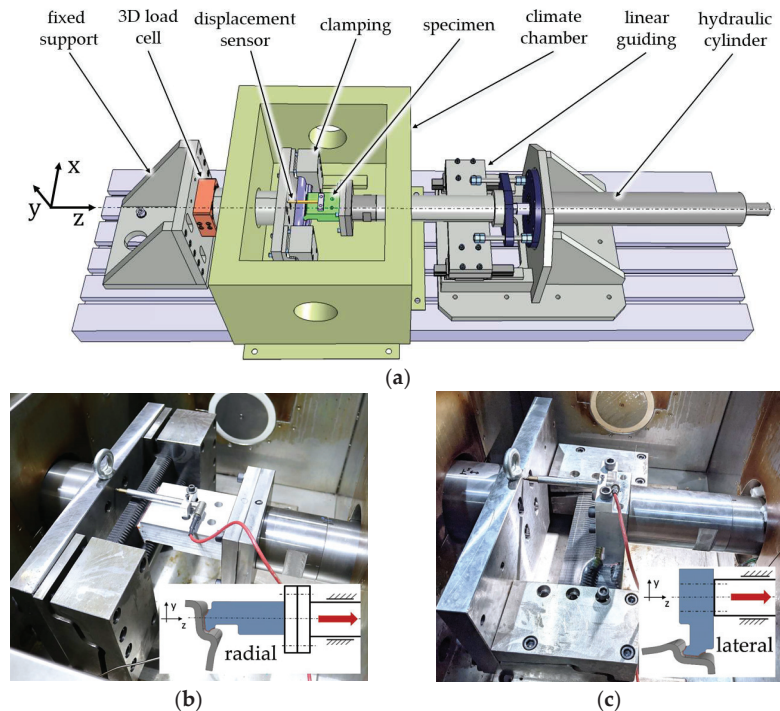 fixed 3D load displacement clamping specimen climate linear hydraulic
support cell sensor chamber guiding cylinder
x
y
z
(a)
y
z
radial
y
z
lateral
(b) (c)